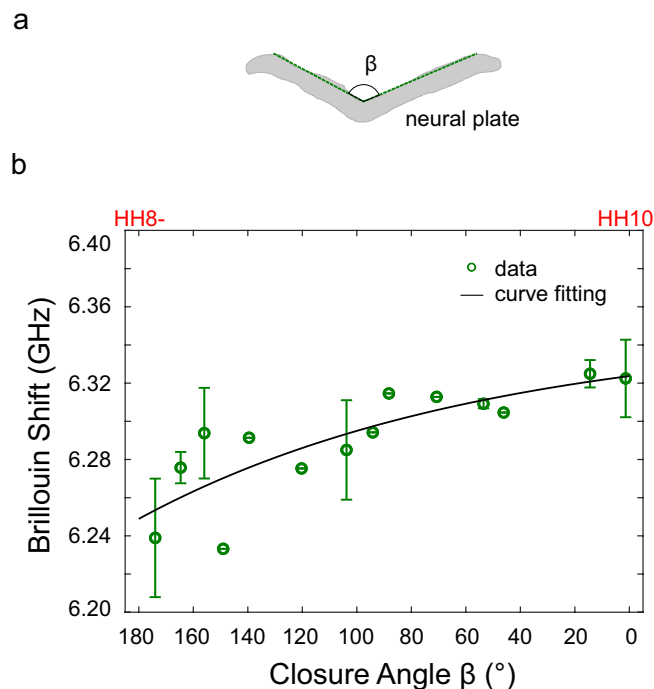 a
β
neural plate
b
HH8- HH10
6.40
6.36
6.32
6.28
6.24
6.20
Brillouin Shift (GHz)
data
curve fitting
180 160 140 120 100 80 60 40 20 0
Closure Angle β (°)